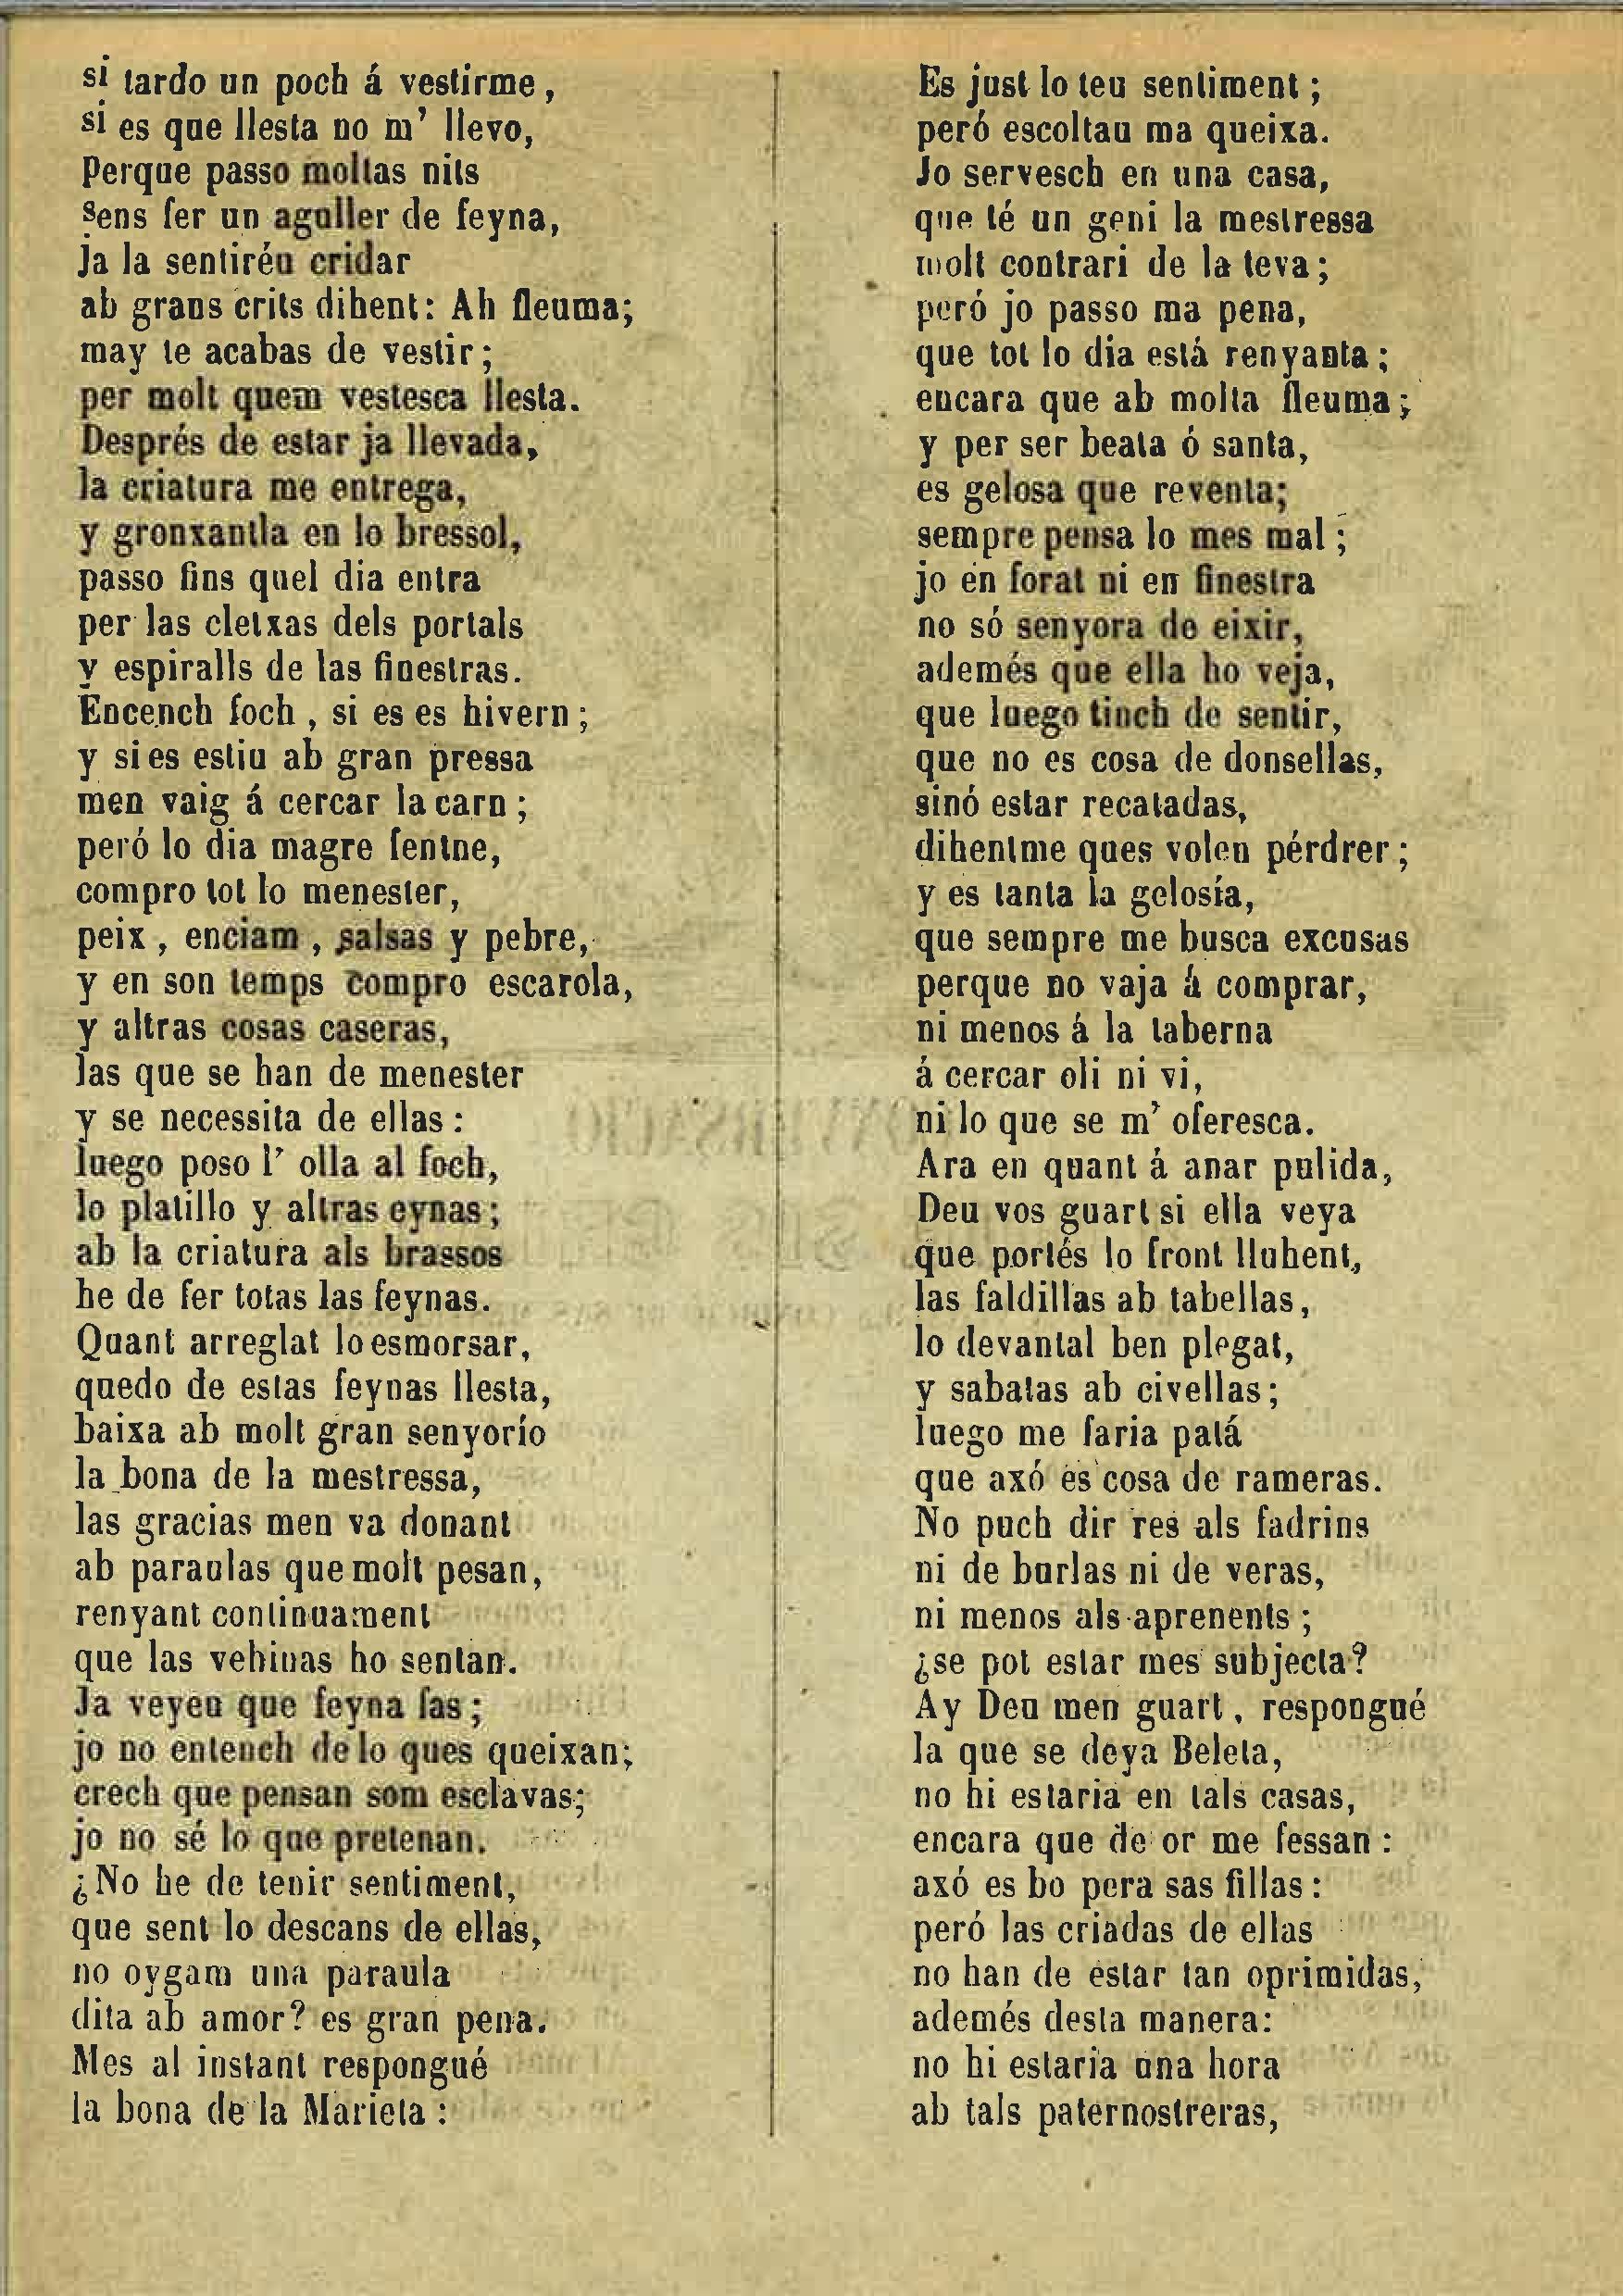 si tardo un poch á vestirme,
si es que llesta no m' llevo,
Perque passo moltas nits
Sens fer un aguller de feyna,
Ja la sentiréu cridar
ab grans crits dihent: Ah fleuma;
may te acabas de vestir;
per molt quem vestesca llesta.
Després de estar ja llevada,
la criatura me entrega,
y gronxantla en lo bressol,
passo fins quel dia entra
per las cletxas dels portals
y espiralls de las finestras.
Encench foch, si es es hivern;
y si es estiu ab gran pressa
men vaig á cercar la carn;
peró lo dia magre fentne,
compro tot lo menester,
peix, enciam, salsas y pebre,
y en son temps compro escarola,
y altras cosas caseras,
las que se han de menester
y se necessita de ellas:
luego poso l' olla al foch,
lo platillo y altras eynas;
ab la criatura als brassos
he de fer totas las feynas.
Quant arreglat lo esmorsar,
quedo de estas feynas llesta,
baixa ab molt gran senyorío
la bona de la mestressa,
las gracias men va donant
ab paraulas que molt pesan,
renyant continuament
que las vehinas ho sentan.
Ja veyeu que feyna fas;
jo no entench de lo ques queixan;
crech que pensan som esclavas;
jo no sé lo que pretenan.
¿No he de tenir sentiment,
que sent lo descans de ellas,
no oygam una paraula
dita ab amor? es gran pena.
Mes al instant respongué
la bona de la Marieta:
Es just lo teu sentiment;
peró escoltau ma queixa.
Jo servesch en una casa,
que té un geni la mestressa
molt contrari de la teva;
peró jo passo ma pena,
que tot lo dia está renyanta;
encara que ab molta fleuma;
y per ser beata ó santa,
es gelosa que reventa;
sempre pensa lo mes mal;
jo en forat ni en finestra
no só senyora de eixir,
además que ella ho veja,
que luego tinch de sentir,
que no es cosa de donsellas,
sinó estar recatadas,
dihentme ques volen pérdrer;
y es tanta la gelosía,
que sempre me busca excusas
perque no vaja á comprar,
ni menos á la taberna
á cercar oli ni vi,
ni lo que se m' oferesca.
Ara en quant á anar pulida,
Deu vos guart si ella veya
que portés lo front lluhent,
las faldillas ab tabellas,
lo devantal ben plegat,
y sabatas ab civellas;
luego me faria patá
que axó es cosa de rameras.
No puch dir res als fadrins
ni de burlas ni de veras,
ni menos als aprenents;
¿se pot estar mes subjecta?
Ay Deu men guart, respongué
la que se deya Beleta,
no hi estaria en tals casas,
encara que de or me fessan:
axó es bo pera sas fillas:
peró las criadas de ellas
no han de estar tan oprimidas,
además desta manera:
no hi estaria una hora
ab tals paternostreras,